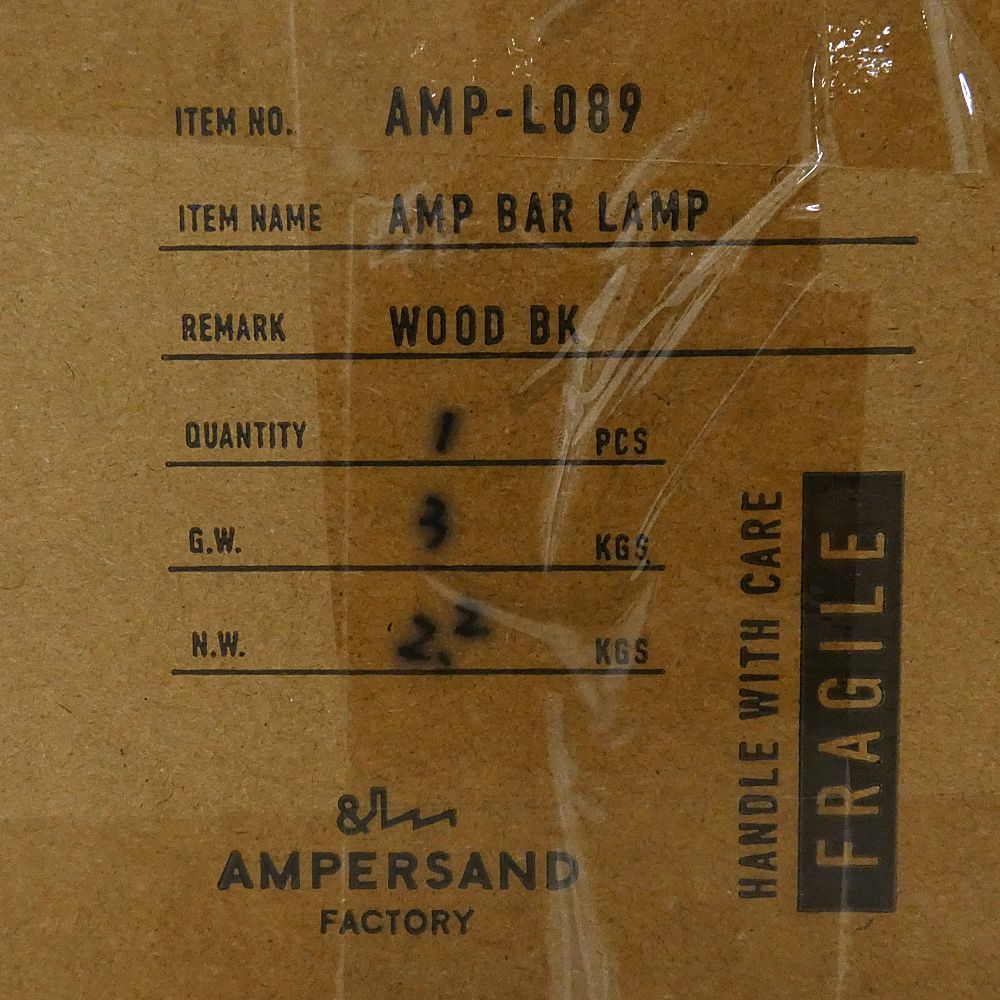 ITEM NO. AMP-L089
ITEM NAME AMP BAR LAMP
REMARK WOOD BK
QUANTITY 1 PCS
G.W. 3 KGS
N.W. 2.2 KGS
HANDLE WITH CARE
FRAGILE
&
AMPERSAND
FACTORY